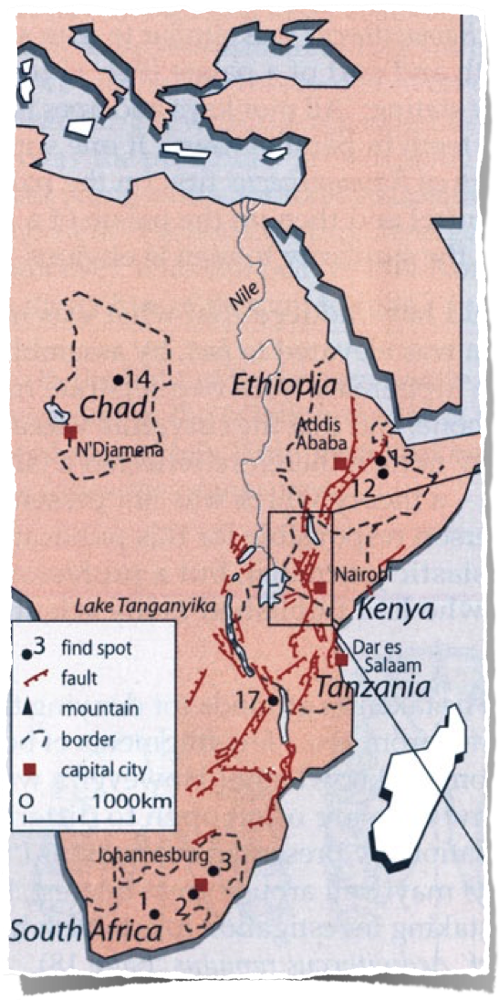 Nile
14
Chad
N'Djamena
Ethiopia
Addis
Ababa
13
12
Nairobi
Kenya
Lake Tanganyika
Dar es
Salaam
Tanzania
17
3 find spot
fault
mountain
border
capital city
O 1000km
Johannesburg
3
2
1
South Africa